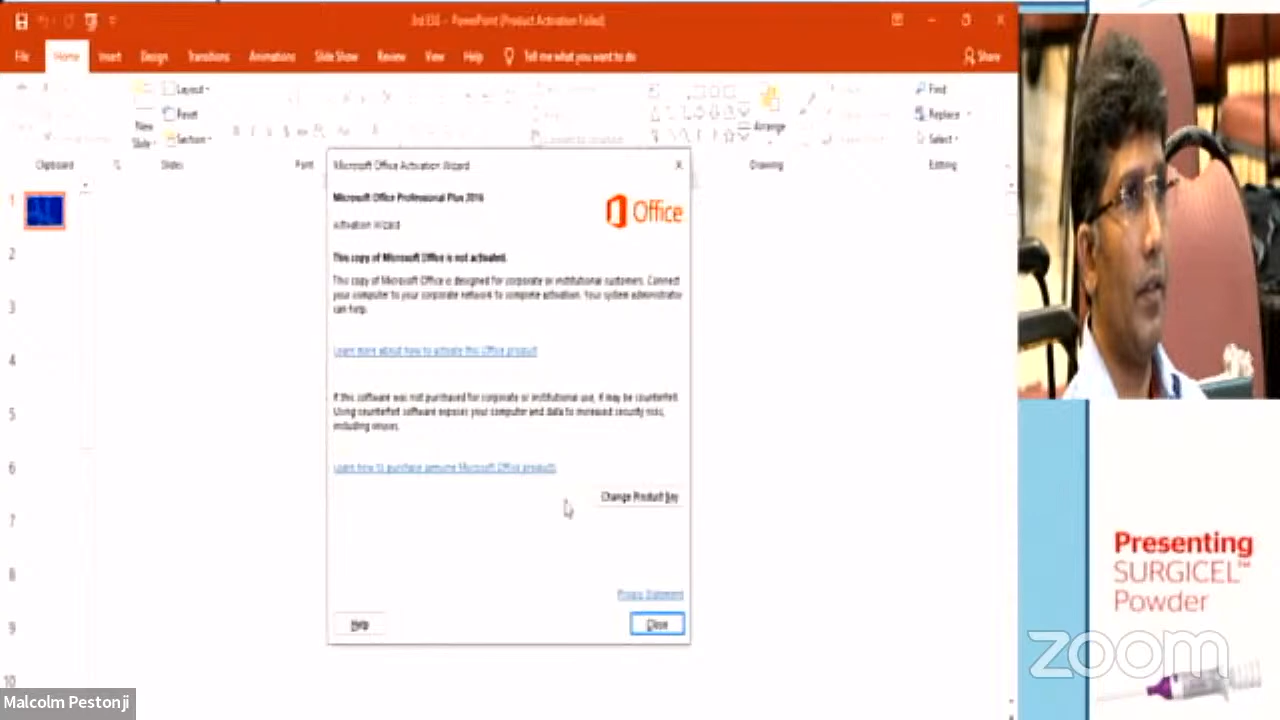 3rd ESG - PowerPoint (Product Activation Failed)
File Home Insert Design Transitions Animations Slide Show Review View Help Tell me what you want to do Share
Layout
Reset
New
Slide
Section
Arrange
Find
Replace
Select
Clipboard Slides Font Drawing Editing
Microsoft Office Activation Wizard
Microsoft Office Professional Plus 2016
Activation Wizard
Office
This copy of Microsoft Office is not activated.
This copy of Microsoft Office is designed for corporate or institutional customers. Connect
your computer to your corporate network to complete activation. Your system administrator
can help.
Learn more about how to activate this Office product
If this software was not purchased for corporate or institutional use, it may be counterfeit.
Using counterfeit software exposes your computer and data to increased security risks,
including viruses.
Learn how to purchase genuine Microsoft Office products
Change Product Key
Privacy Statement
Help
Close
1
2
3
4
5
6
7
8
9
10
Malcolm Pestonji
Presenting
SURGICEL™
Powder
zoom